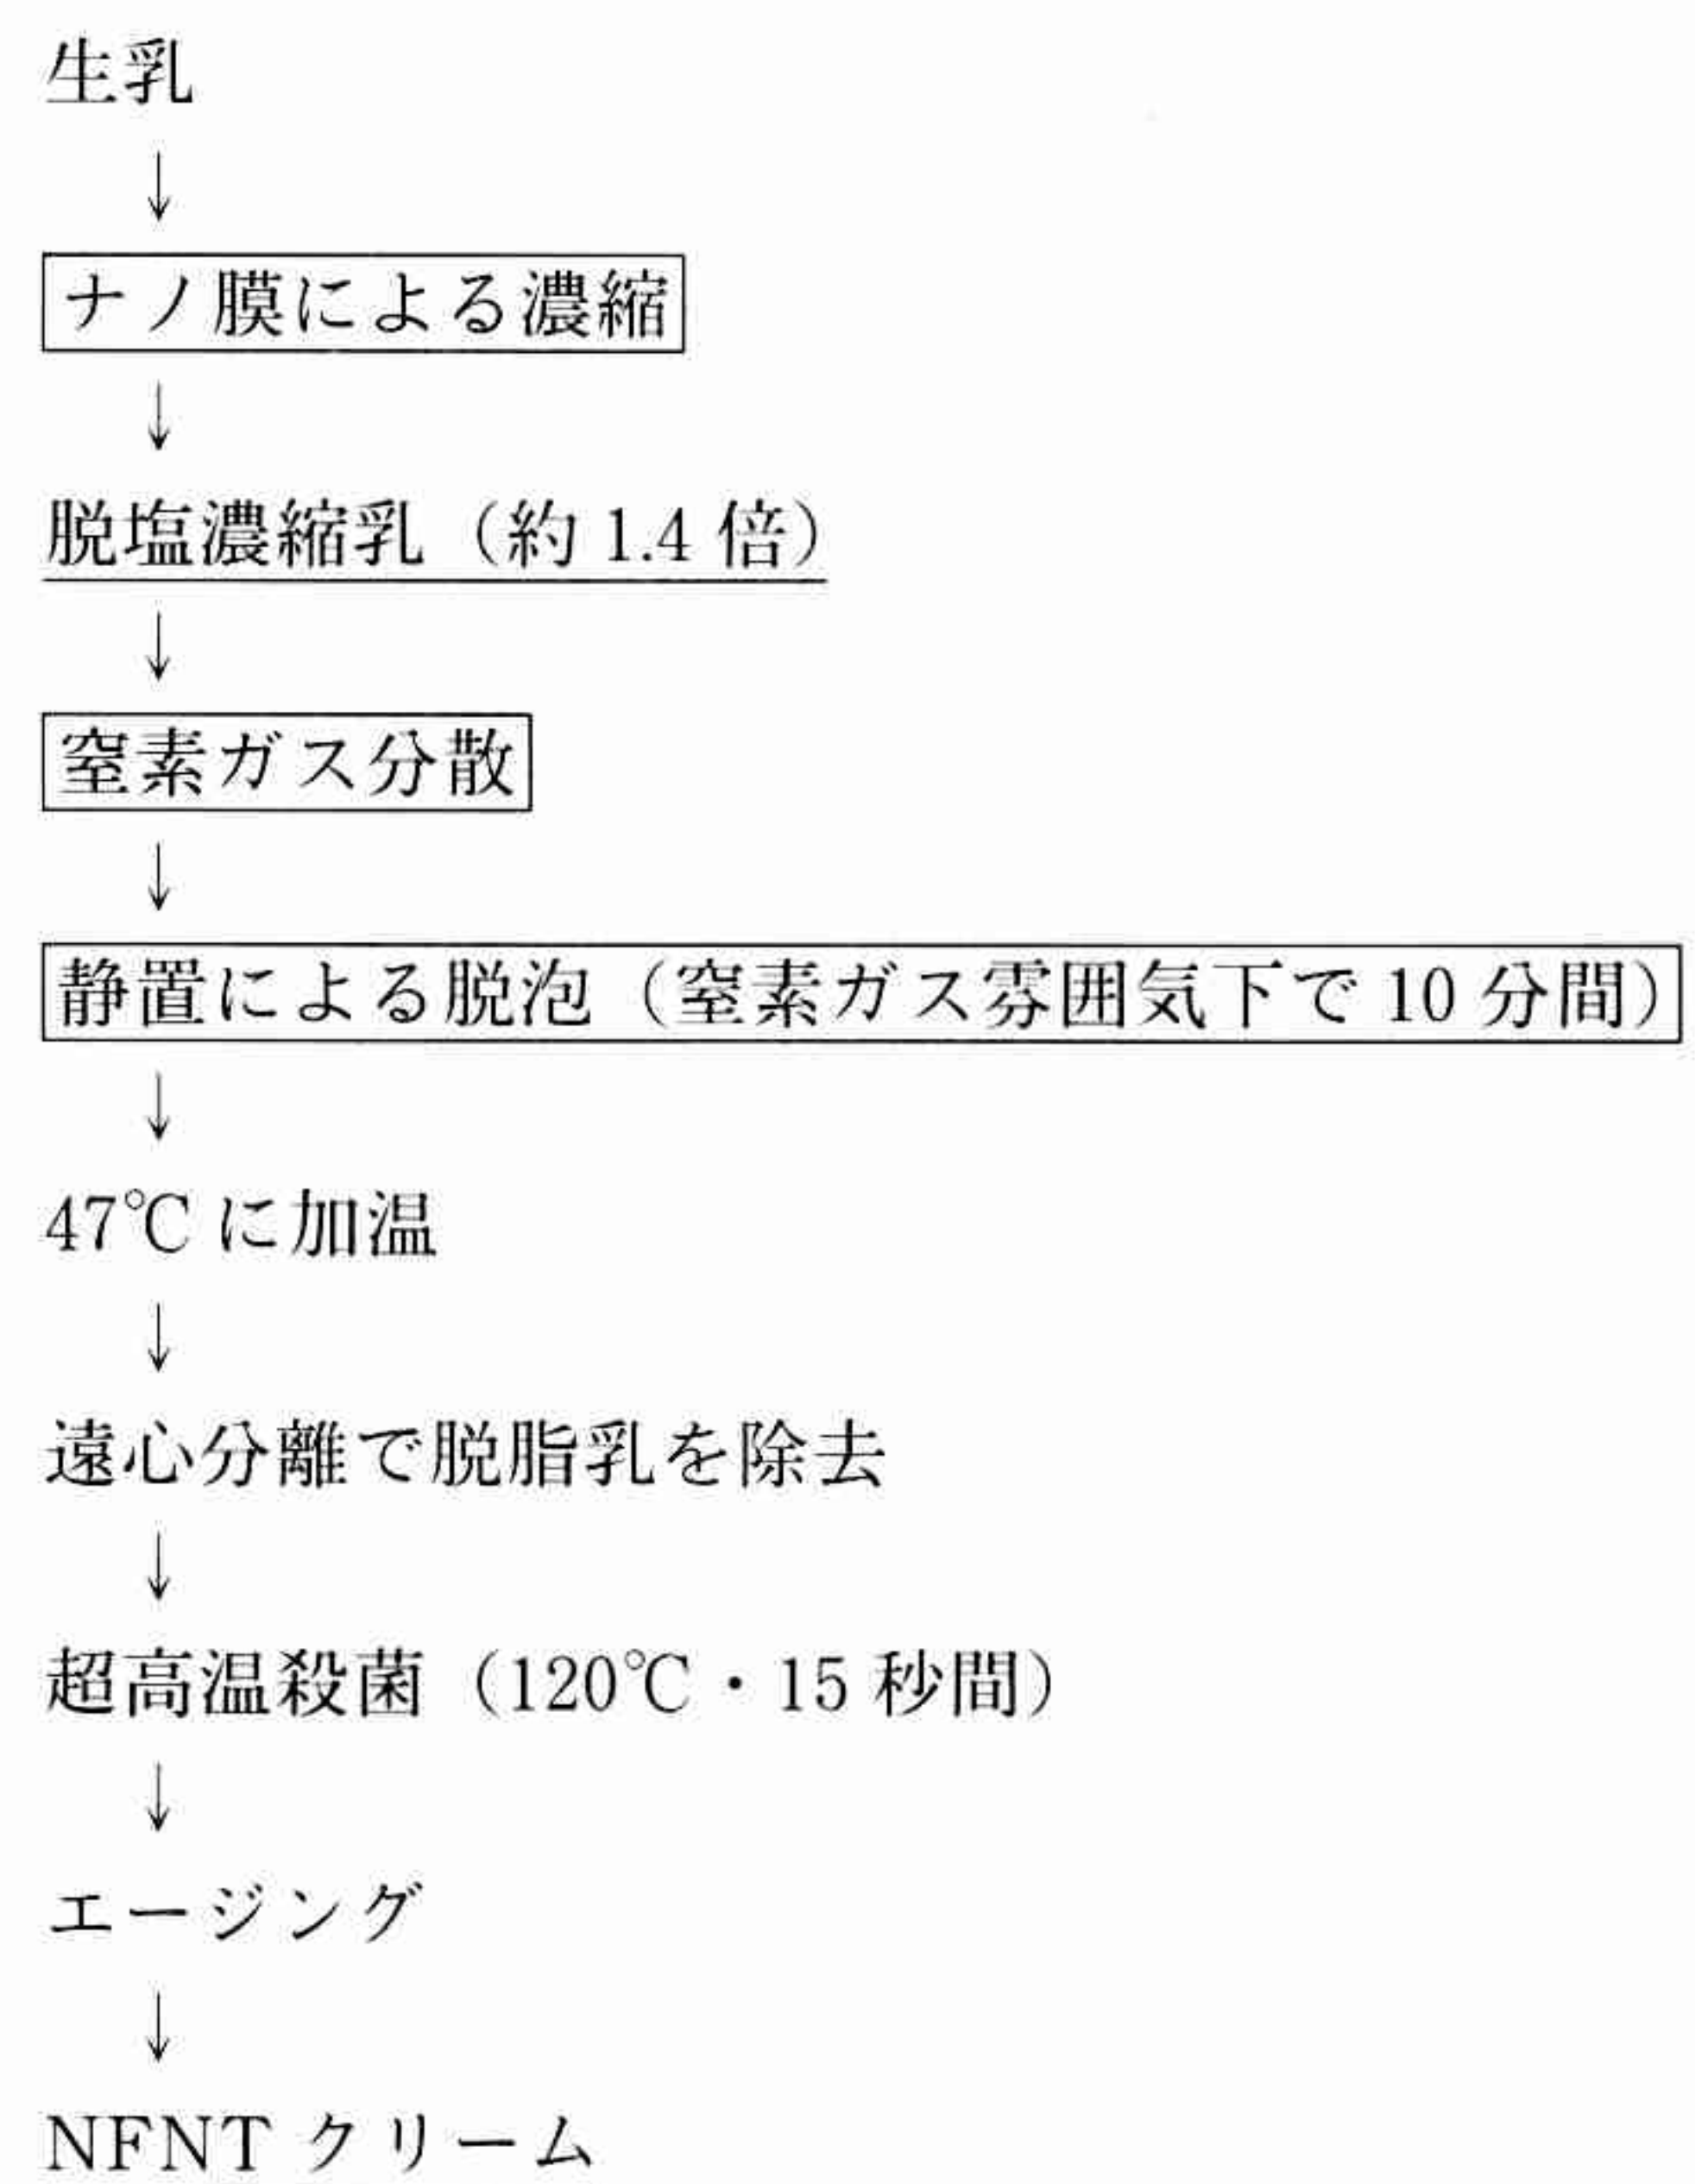 生乳
↓
ナノ膜による濃縮
↓
脱塩濃縮乳（約 1.4 倍）
↓
窒素ガス分散
↓
静置による脱泡（窒素ガス雰囲気下で 10 分間）
↓
47℃ に加温
↓
遠心分離で脱脂乳を除去
↓
超高温殺菌（120℃・15 秒間）
↓
エージング
↓
NFNT クリーム